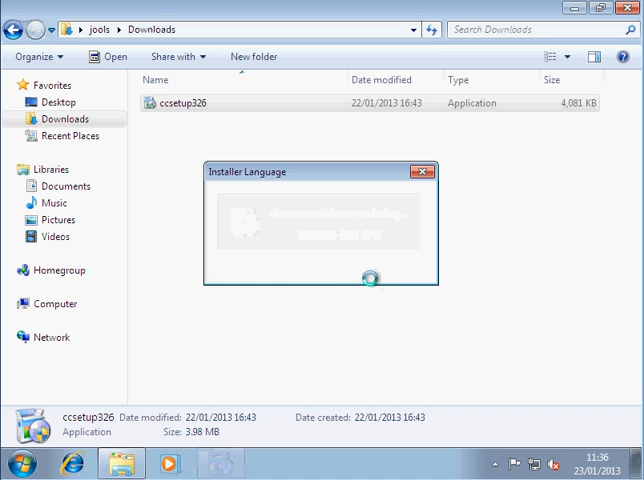 jools Downloads Search Downloads
Organize Open Share with New folder
Name Date modified Type Size
ccsetup326 22/01/2013 16:43 Application 4,081 KB
Favorites
Desktop
Downloads
Recent Places
Libraries
Documents
Music
Pictures
Videos
Homegroup
Computer
Network
Installer Language
ccsetup326 Date modified: 22/01/2013 16:43 Date created: 22/01/2013 16:43
Application Size: 3.98 MB
11:36
23/01/2013